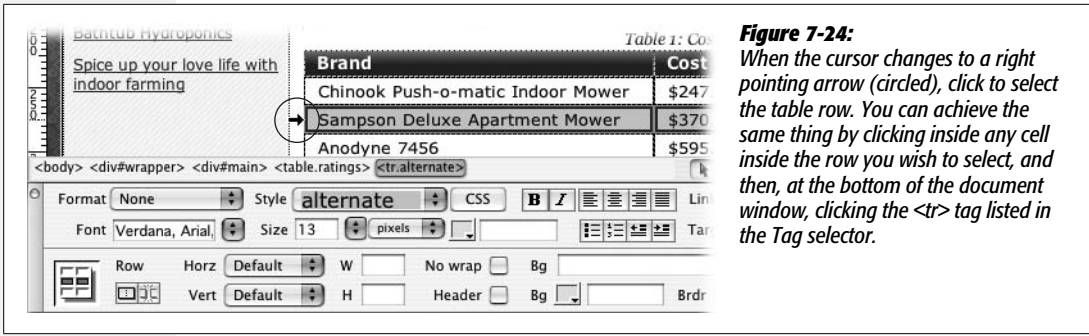 Bathtub Hydroponics
Spice up your love life with
indoor farming
Table 1: Cos
Brand Cost
Chinook Push-o-matic Indoor Mower $247
Sampson Deluxe Apartment Mower $370
Anodyne 7456 $595
<body> <div#wrapper> <div#main> <table.ratings> <tr.alternate>
Format None Style alternate CSS B I Lin
Font Verdana, Arial, Size 13 pixels Tar
Row Horz Default W No wrap Bg
Vert Default H Header Bg Brdr
Figure 7-24:
When the cursor changes to a right
pointing arrow (circled), click to select
the table row. You can achieve the
same thing by clicking inside any cell
inside the row you wish to select, and
then, at the bottom of the document
window, clicking the <tr> tag listed in
the Tag selector.